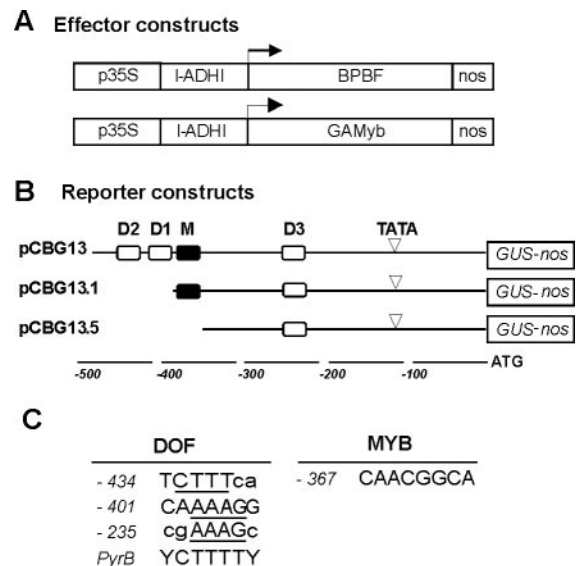 A Effector constructs
p35S I-ADHI BPBF nos
p35S I-ADHI GAMyb nos
B Reporter constructs
D2 D1 M D3 TATA
pCBG13 GUS-nos
pCBG13.1 GUS-nos
pCBG13.5 GUS-nos
-500 -400 -300 -200 -100 ATG
C
DOF MYB
- 434 TCTTTca - 367 CAACGGCA
- 401 CAAAAGG
- 235 cgAAAGc
PyrB YCTTTTY